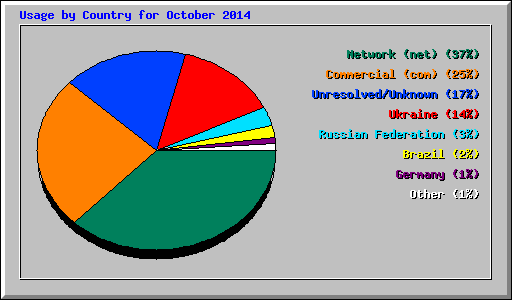 Usage by Country for October 2014
Network (net) (37%)
Commercial (com) (25%)
Unresolved/Unknown (17%)
Ukraine (14%)
Russian Federation (3%)
Brazil (2%)
Germany (1%)
Other (1%)